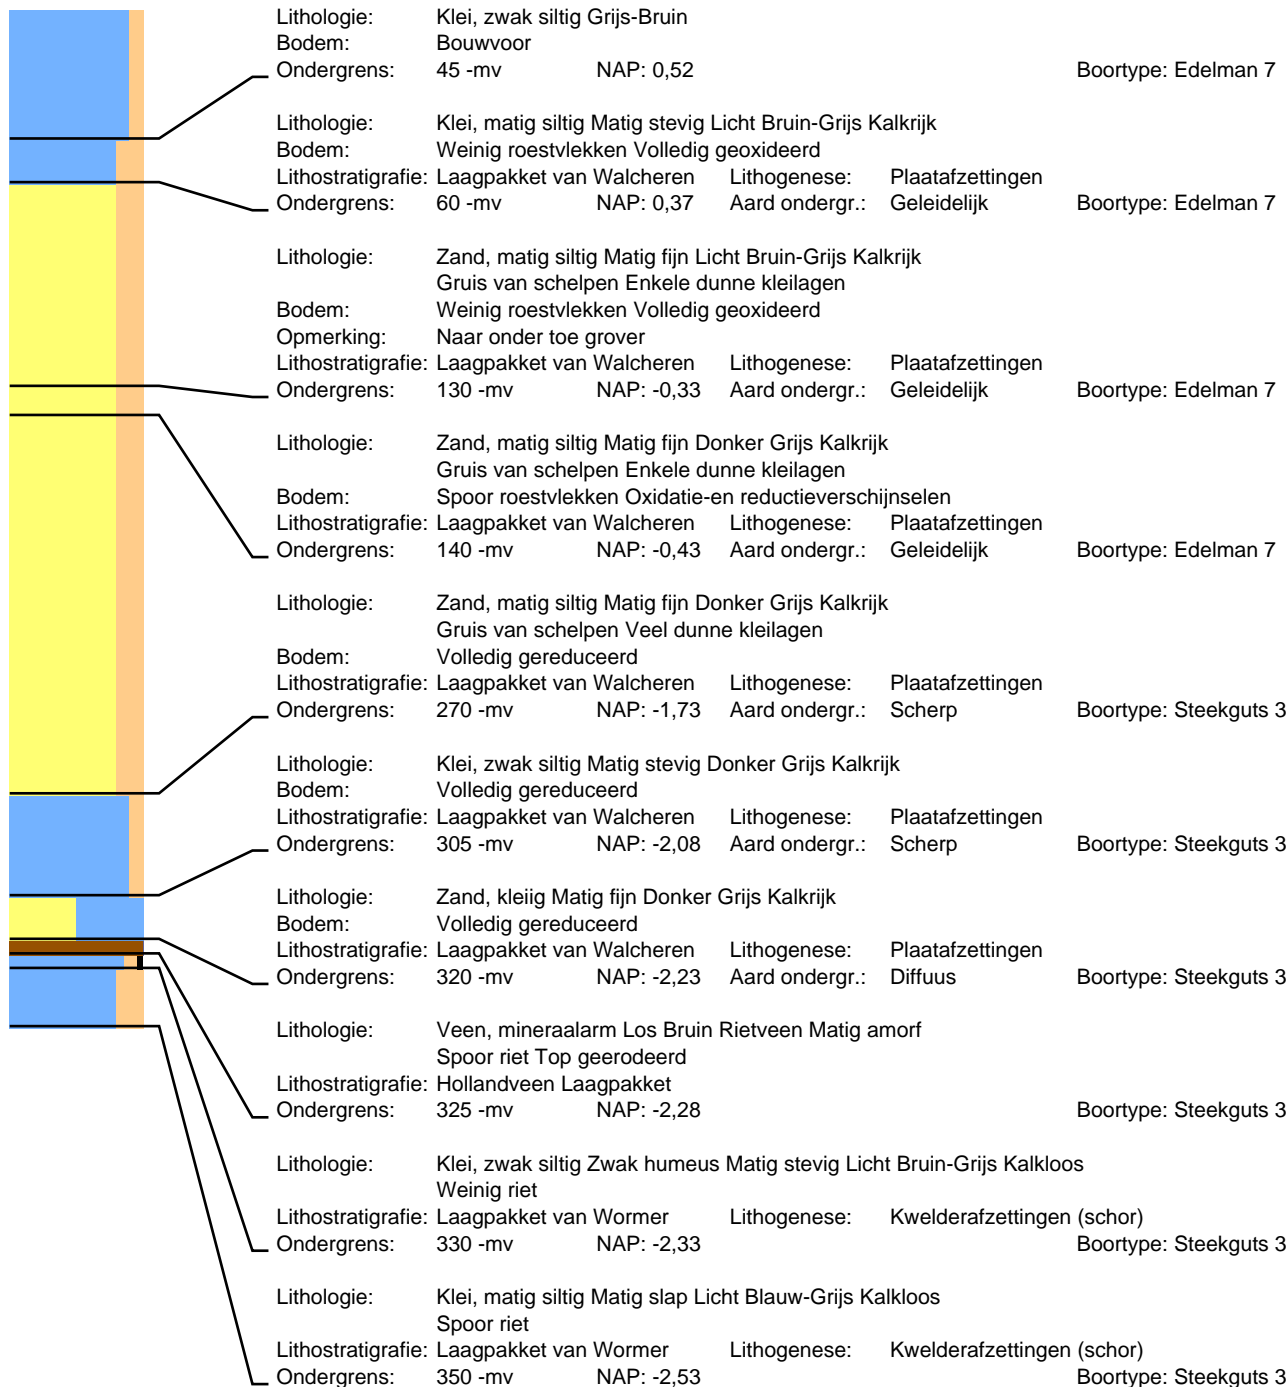 Lithologie: Klei, zwak siltig Grijs-Bruin
Bodem: Bouwvoor
Ondergrens: 45 -mv NAP: 0,52 Boortype: Edelman 7
Lithologie: Klei, matig siltig Matig stevig Licht Bruin-Grijs Kalkrijk
Bodem: Weinig roestvlekken Volledig geoxideerd
Lithostratigrafie: Laagpakket van Walcheren Lithogenese: Plaatafzettingen
Ondergrens: 60 -mv NAP: 0,37 Aard ondergr.: Geleidelijk Boortype: Edelman 7
Lithologie: Zand, matig siltig Matig fijn Licht Bruin-Grijs Kalkrijk
Gruis van schelpen Enkele dunne kleilagen
Bodem: Weinig roestvlekken Volledig geoxideerd
Opmerking: Naar onder toe grover
Lithostratigrafie: Laagpakket van Walcheren Lithogenese: Plaatafzettingen
Ondergrens: 130 -mv NAP: -0,33 Aard ondergr.: Geleidelijk Boortype: Edelman 7
Lithologie: Zand, matig siltig Matig fijn Donker Grijs Kalkrijk
Gruis van schelpen Enkele dunne kleilagen
Bodem: Spoor roestvlekken Oxidatie-en reductieverschijnselen
Lithostratigrafie: Laagpakket van Walcheren Lithogenese: Plaatafzettingen
Ondergrens: 140 -mv NAP: -0,43 Aard ondergr.: Geleidelijk Boortype: Edelman 7
Lithologie: Zand, matig siltig Matig fijn Donker Grijs Kalkrijk
Gruis van schelpen Veel dunne kleilagen
Bodem: Volledig gereduceerd
Lithostratigrafie: Laagpakket van Walcheren Lithogenese: Plaatafzettingen
Ondergrens: 270 -mv NAP: -1,73 Aard ondergr.: Scherp Boortype: Steekguts 3
Lithologie: Klei, zwak siltig Matig stevig Donker Grijs Kalkrijk
Bodem: Volledig gereduceerd
Lithostratigrafie: Laagpakket van Walcheren Lithogenese: Plaatafzettingen
Ondergrens: 305 -mv NAP: -2,08 Aard ondergr.: Scherp Boortype: Steekguts 3
Lithologie: Zand, kleiig Matig fijn Donker Grijs Kalkrijk
Bodem: Volledig gereduceerd
Lithostratigrafie: Laagpakket van Walcheren Lithogenese: Plaatafzettingen
Ondergrens: 320 -mv NAP: -2,23 Aard ondergr.: Diffuus Boortype: Steekguts 3
Lithologie: Veen, mineraalarm Los Bruin Rietveen Matig amorf
Spoor riet Top geerodeerd
Lithostratigrafie: Hollandveen Laagpakket
Ondergrens: 325 -mv NAP: -2,28 Boortype: Steekguts 3
Lithologie: Klei, zwak siltig Zwak humeus Matig stevig Licht Bruin-Grijs Kalkloos
Weinig riet
Lithostratigrafie: Laagpakket van Wormer Lithogenese: Kwelderafzettingen (schor)
Ondergrens: 330 -mv NAP: -2,33 Boortype: Steekguts 3
Lithologie: Klei, matig siltig Matig slap Licht Blauw-Grijs Kalkloos
Spoor riet
Lithostratigrafie: Laagpakket van Wormer Lithogenese: Kwelderafzettingen (schor)
Ondergrens: 350 -mv NAP: -2,53 Boortype: Steekguts 3